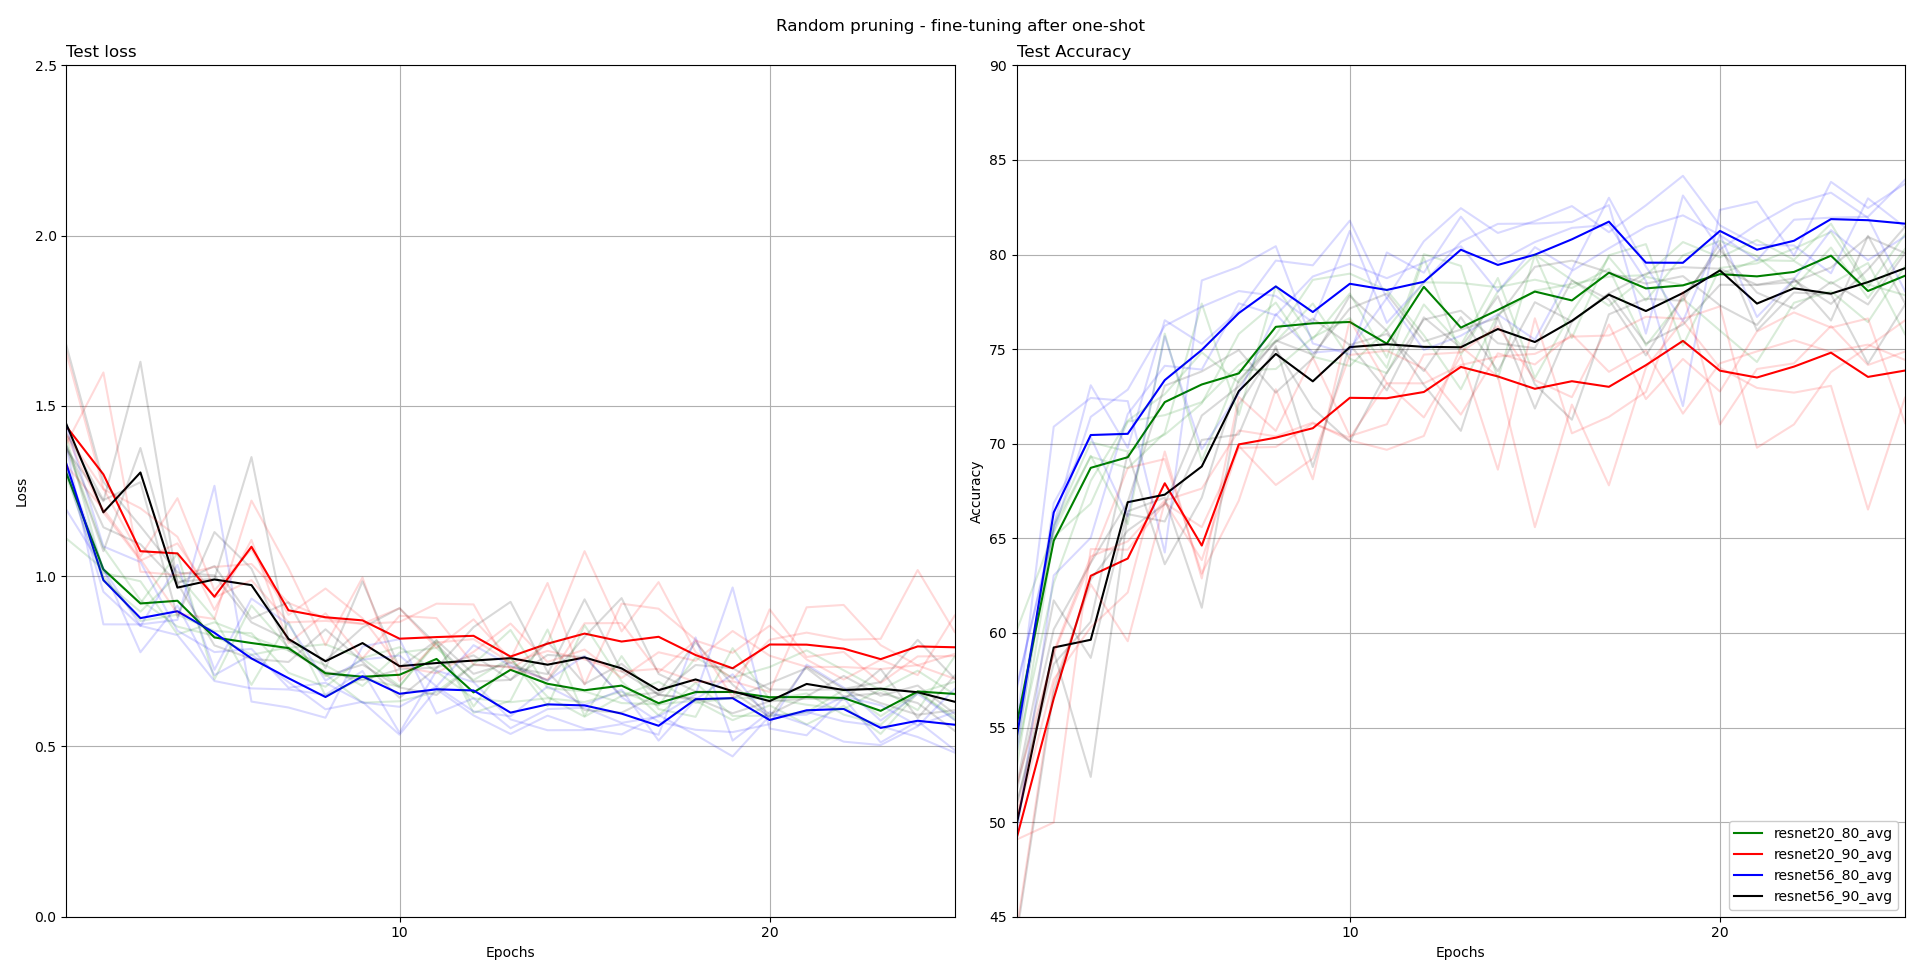 Random pruning - fine-tuning after one-shot
Test loss
2.5
2.0
1.5
1.0
0.5
0.0
Loss
10
20
Epochs
Test Accuracy
90
85
80
75
70
65
60
55
50
45
Accuracy
10
20
Epochs
resnet20_80_avg
resnet20_90_avg
resnet56_80_avg
resnet56_90_avg